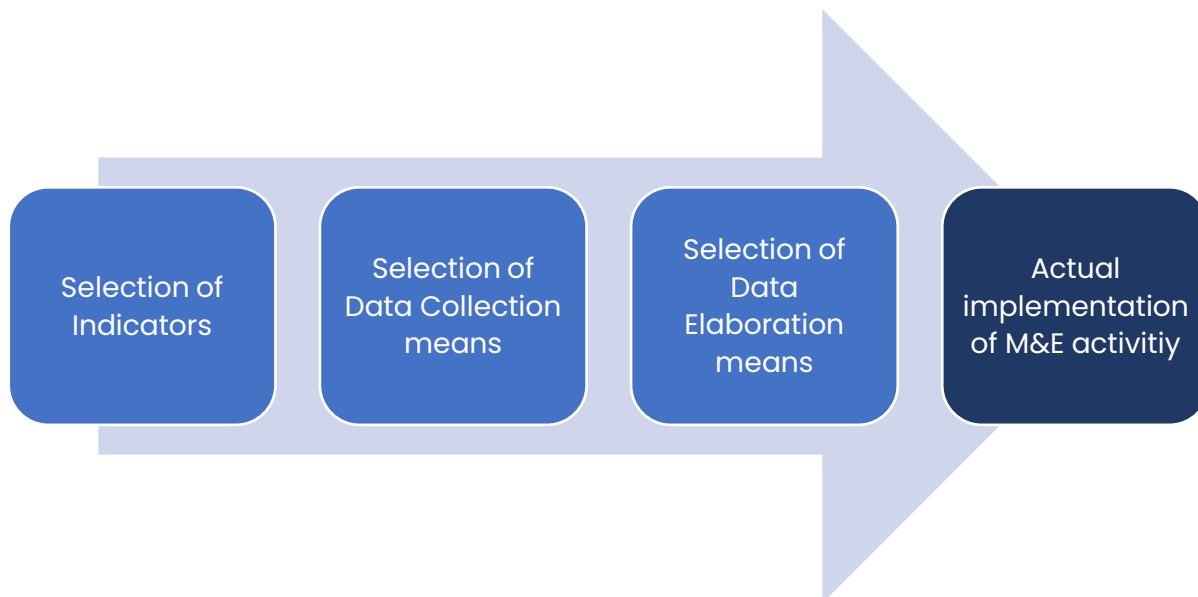 Selection of
Indicators
Selection of
Data Collection
means
Selection of
Data
Elaboration
means
Actual
implementation
of M&E activitiy